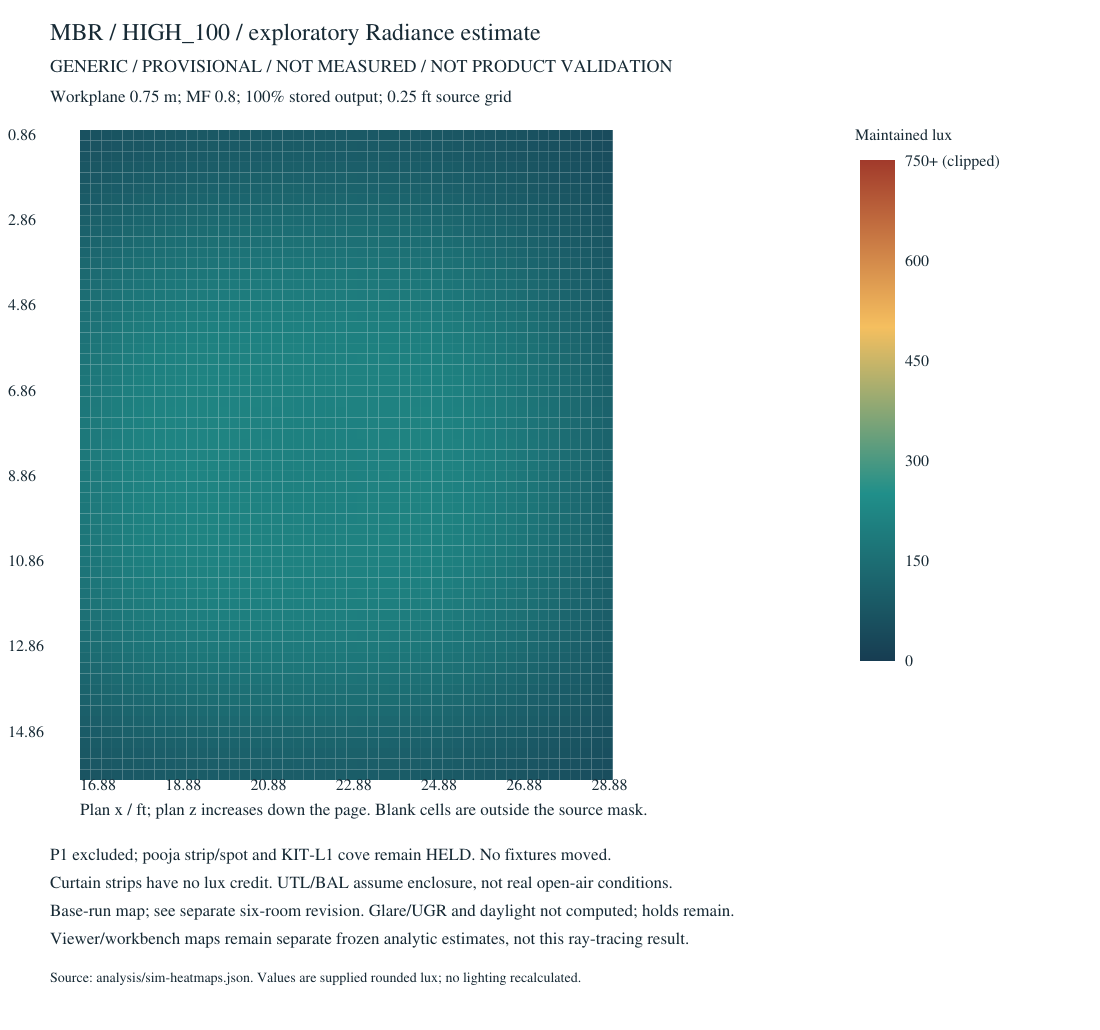 MBR / HIGH_100 / exploratory Radiance estimate
GENERIC / PROVISIONAL / NOT MEASURED / NOT PRODUCT VALIDATION
Workplane 0.75 m; MF 0.8; 100% stored output; 0.25 ft source grid
0.86
2.86
4.86
6.86
8.86
10.86
12.86
14.86
16.88 18.88 20.88 22.88 24.88 26.88 28.88
Maintained lux
750+ (clipped)
600
450
300
150
0
Plan x / ft; plan z increases down the page. Blank cells are outside the source mask.
P1 excluded; pooja strip/spot and KIT-L1 cove remain HELD. No fixtures moved.
Curtain strips have no lux credit. UTL/BAL assume enclosure, not real open-air conditions.
Base-run map; see separate six-room revision. Glare/UGR and daylight not computed; holds remain.
Viewer/workbench maps remain separate frozen analytic estimates, not this ray-tracing result.
Source: analysis/sim-heatmaps.json. Values are supplied rounded lux; no lighting recalculated.